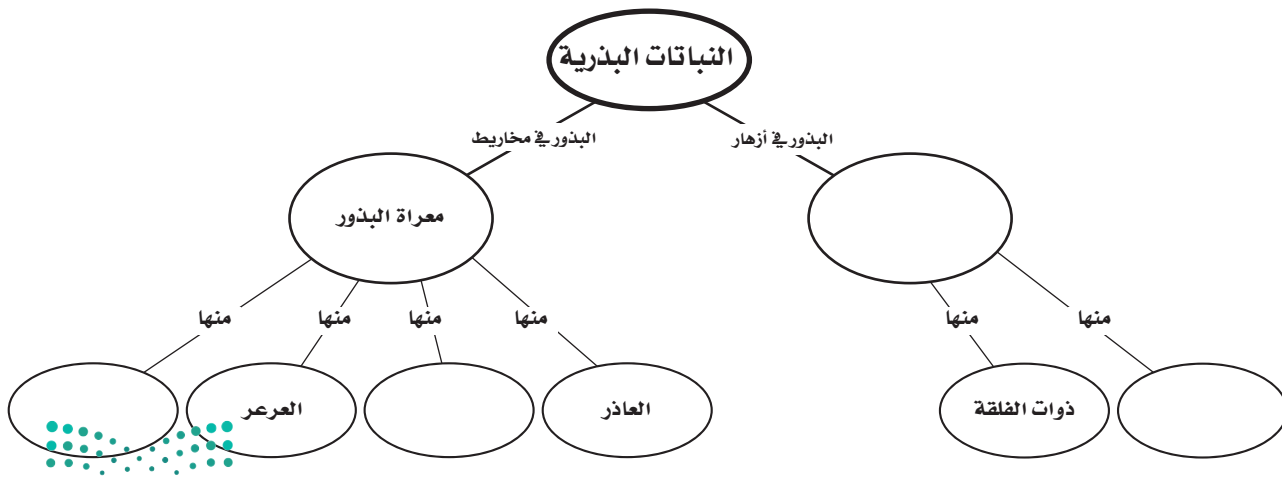 النباتات البذرية
البذور في أزهار
البذور في مخاريط
معراة البذور
منها
منها
منها
منها
منها
منها
ذوات الفلقة
العاذر
العرعر